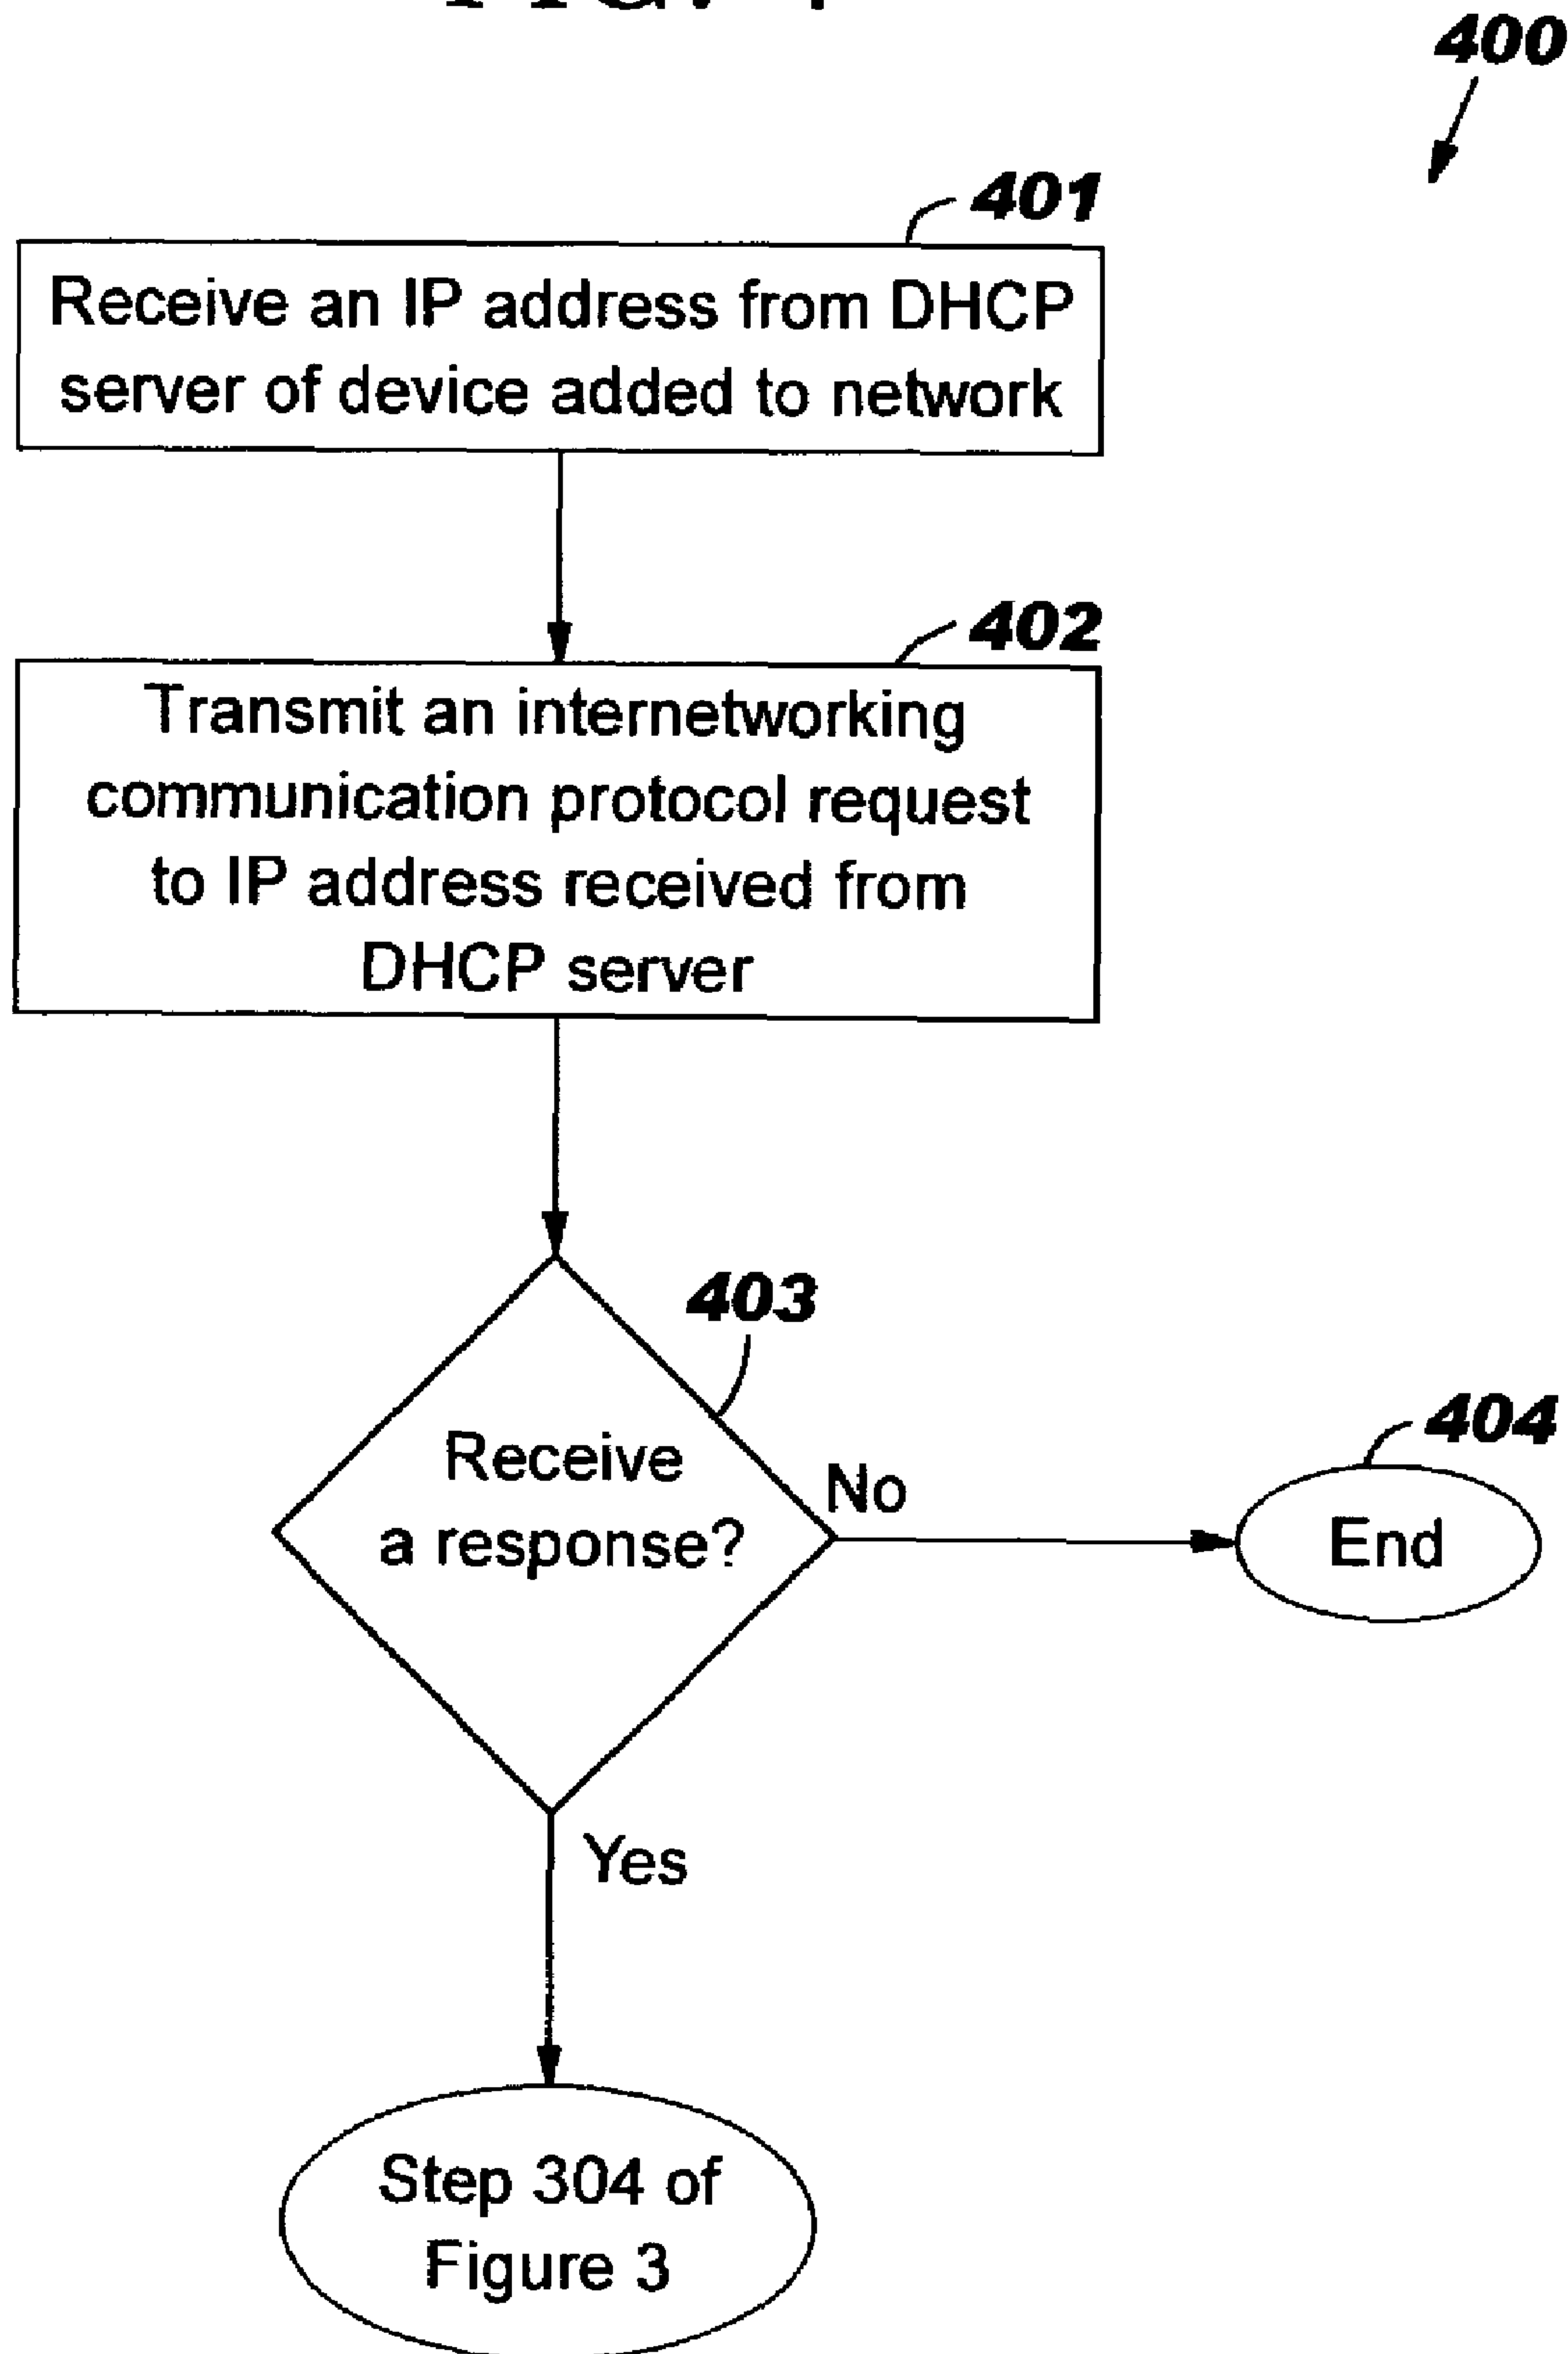 400
401
Receive an IP address from DHCP
server of device added to network
402
Transmit an internetworking
communication protocol request
to IP address received from
DHCP server
403
Receive
a response?
No
404
End
Yes
Step 304 of
Figure 3